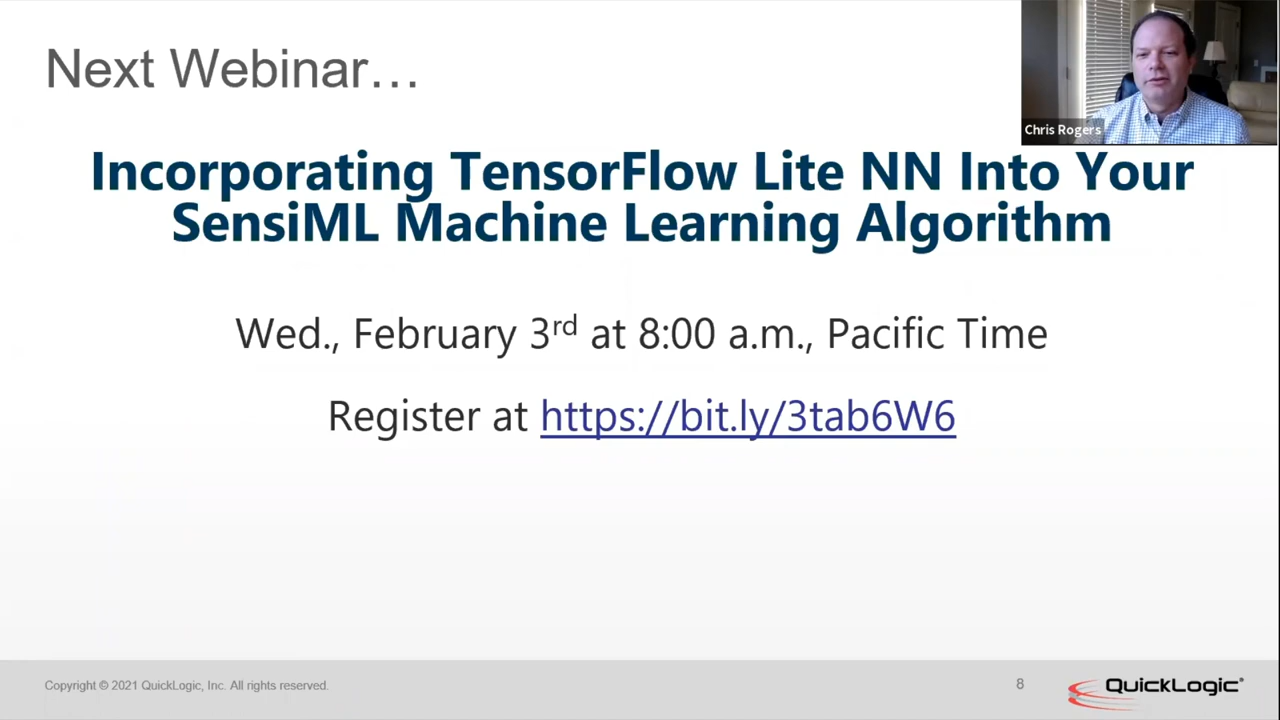 Next Webinar…
Chris Rogers
Incorporating TensorFlow Lite NN Into Your
SensiML Machine Learning Algorithm
Wed., February 3rd at 8:00 a.m., Pacific Time
Register at https://bit.ly/3tab6W6
Copyright © 2021 QuickLogic, Inc. All rights reserved.
8
QuickLogic®